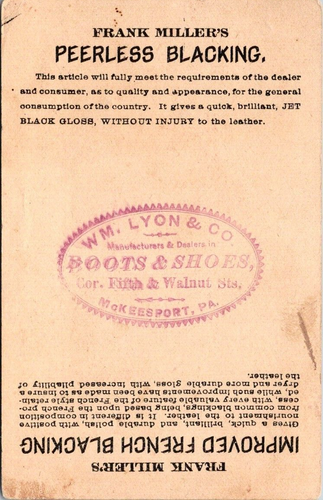 FRANK MILLER'S
PEERLESS BLACKING.
This article will fully meet the requirements of the dealer
and consumer, as to quality and appearance, for the general
consumption of the country. It gives a quick, brilliant, JET
BLACK GLOSS, WITHOUT INJURY to the leather.
WM. LYON & CO
Manufacturers & Dealers in
BOOTS & SHOES,
Cor. Fifth & Walnut Sts,
McKEESPORT, PA.
FRANK MILLER'S
IMPROVED FRENCH BLACKING
Gives a quick, brilliant, and durable polish, with positive
nourishment to the leather. It is different in composition
from common blackings, being based upon the French pro-
cess, with every valuable feature of the French style retain-
ed, while such improvements have been made as to insure a
dryer and more durable gloss, with increased pliability of
the leather.